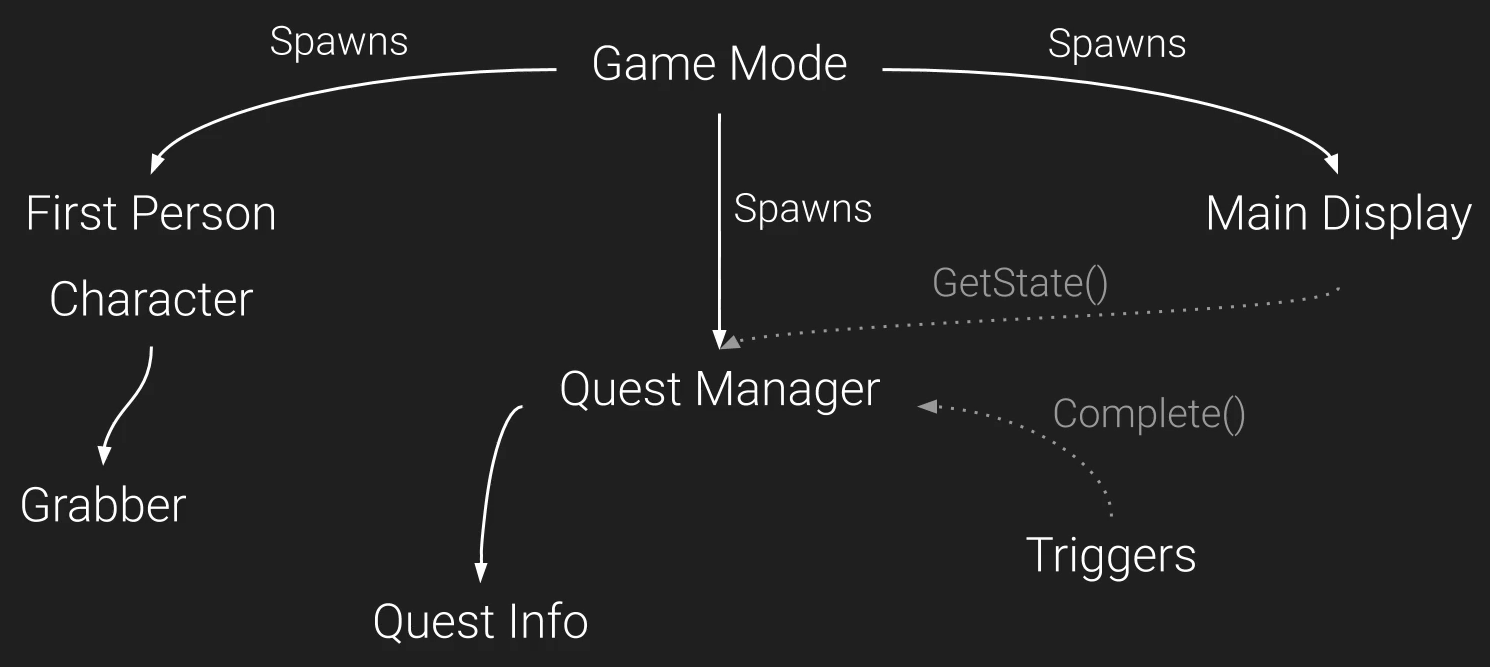 Spawns
Game Mode
Spawns
First Person
Character
Spawns
Main Display
GetState()
Quest Manager
Complete()
Grabber
Triggers
Quest Info